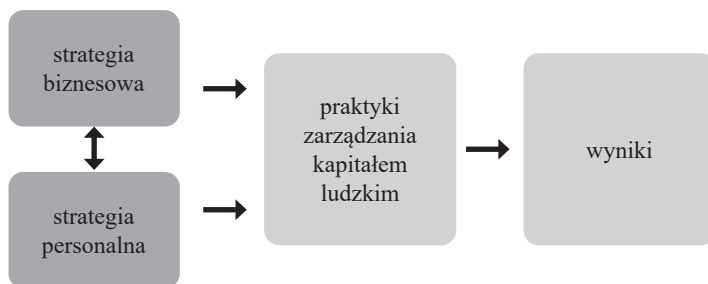 strategia
biznesowa
strategia
personalna
praktyki
zarządzania
kapitałem
ludzkim
wyniki